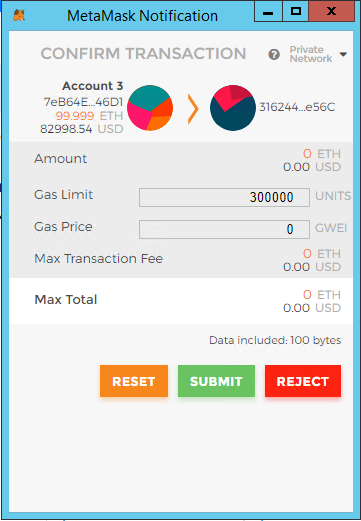 MetaMask Notification
CONFIRM TRANSACTION
? Private
Network
Account 3
7eB64E...46D1
99.999 ETH
82998.54 USD
316244...e56C
Amount
0 ETH
0.00 USD
Gas Limit 300000 UNITS
Gas Price 0 GWEI
Max Transaction Fee
0 ETH
0.00 USD
Max Total
0 ETH
0.00 USD
Data included: 100 bytes
RESET SUBMIT REJECT